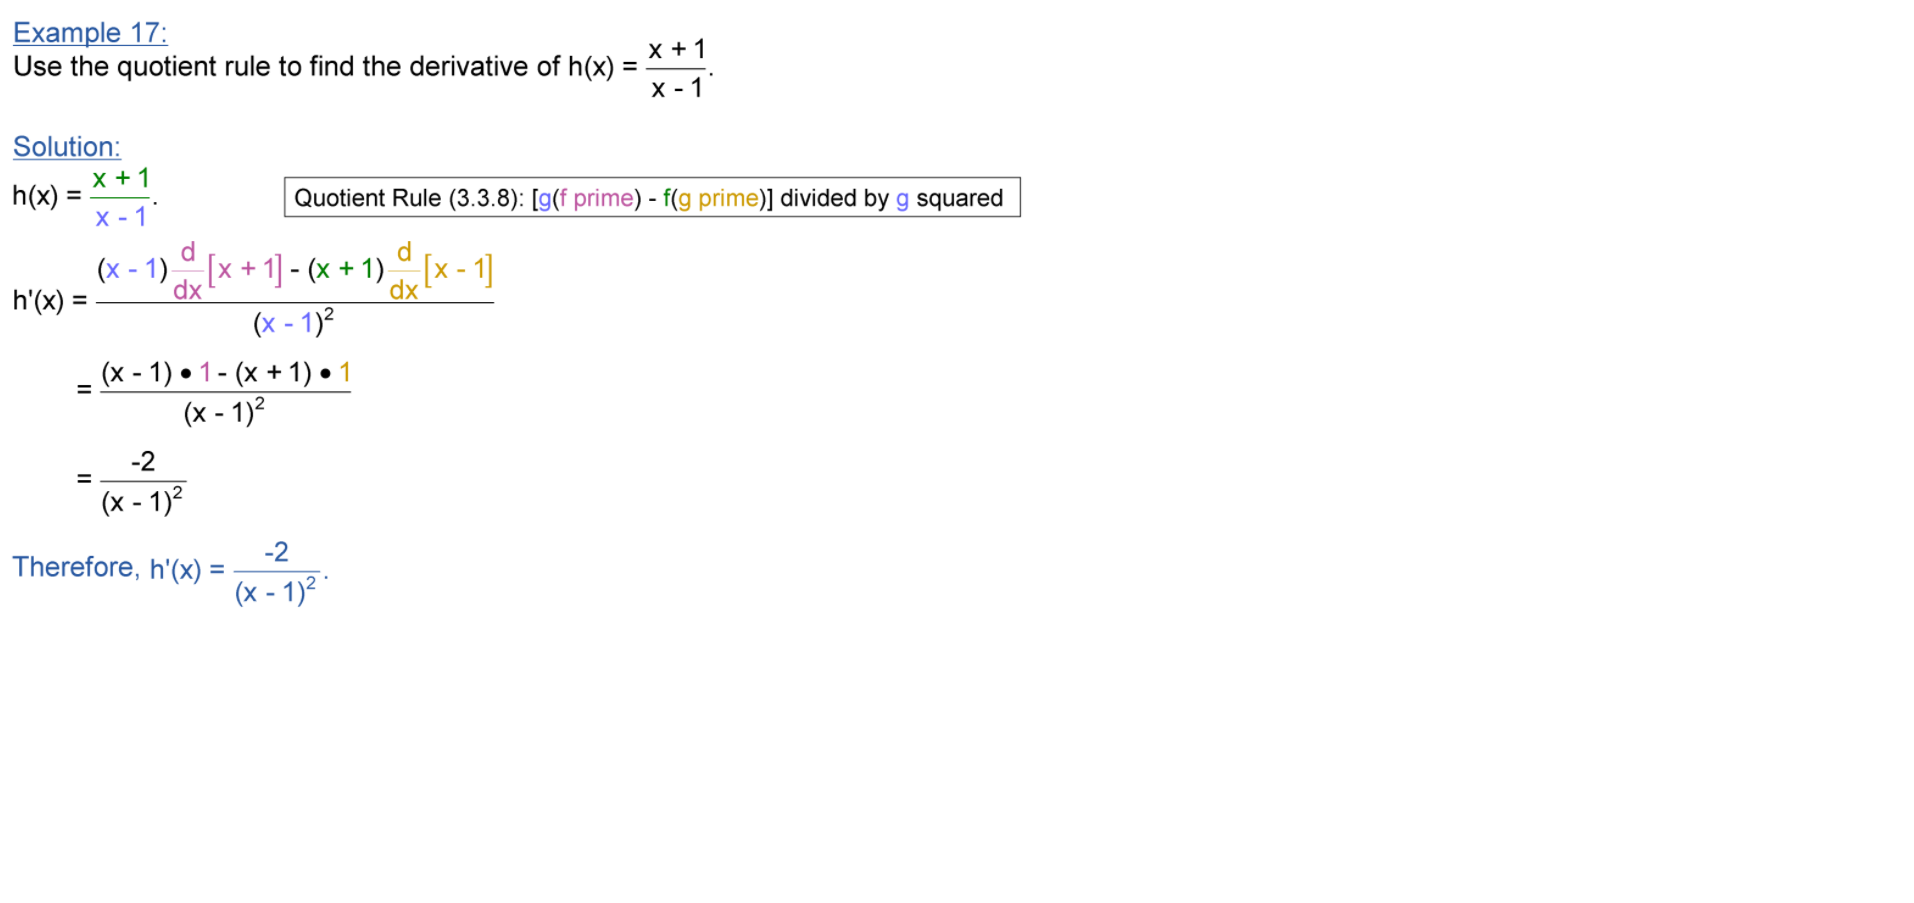 Example 17:
Use the quotient rule to find the derivative of h(x) = \frac{x + 1}{x - 1}.
Solution:
h(x) = \frac{x + 1}{x - 1}.
Quotient Rule (3.3.8): [g(f prime) - f(g prime)] divided by g squared
h'(x) = \frac{(x - 1)\frac{d}{dx}[x + 1] - (x + 1)\frac{d}{dx}[x - 1]}{(x - 1)^2}
= \frac{(x - 1) • 1 - (x + 1) • 1}{(x - 1)^2}
= \frac{-2}{(x - 1)^2}
Therefore, h'(x) = \frac{-2}{(x - 1)^2}.